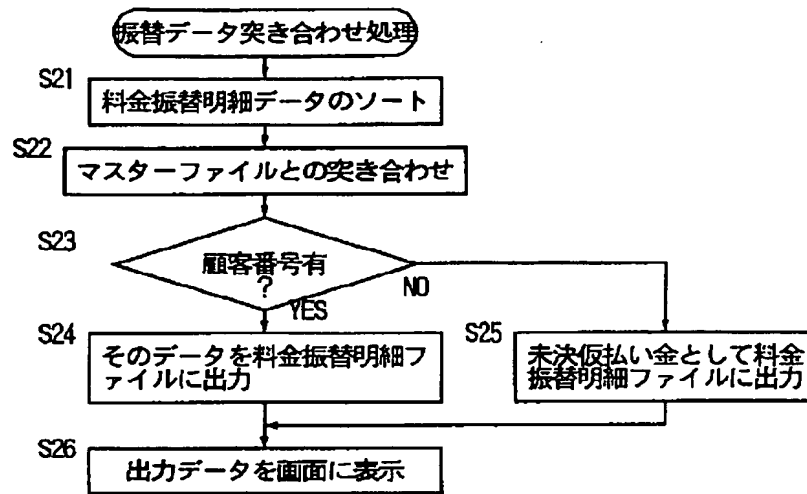 振替データ突き合わせ処理
S21
料金振替明細データのソート
S22
マスターファイルとの突き合わせ
S23
顧客番号有
?
NO
YES
S24
そのデータを料金振替明細フ
ァイルに出力
S25
未決仮払い金として料金
振替明細ファイルに出力
S26
出力データを画面に表示